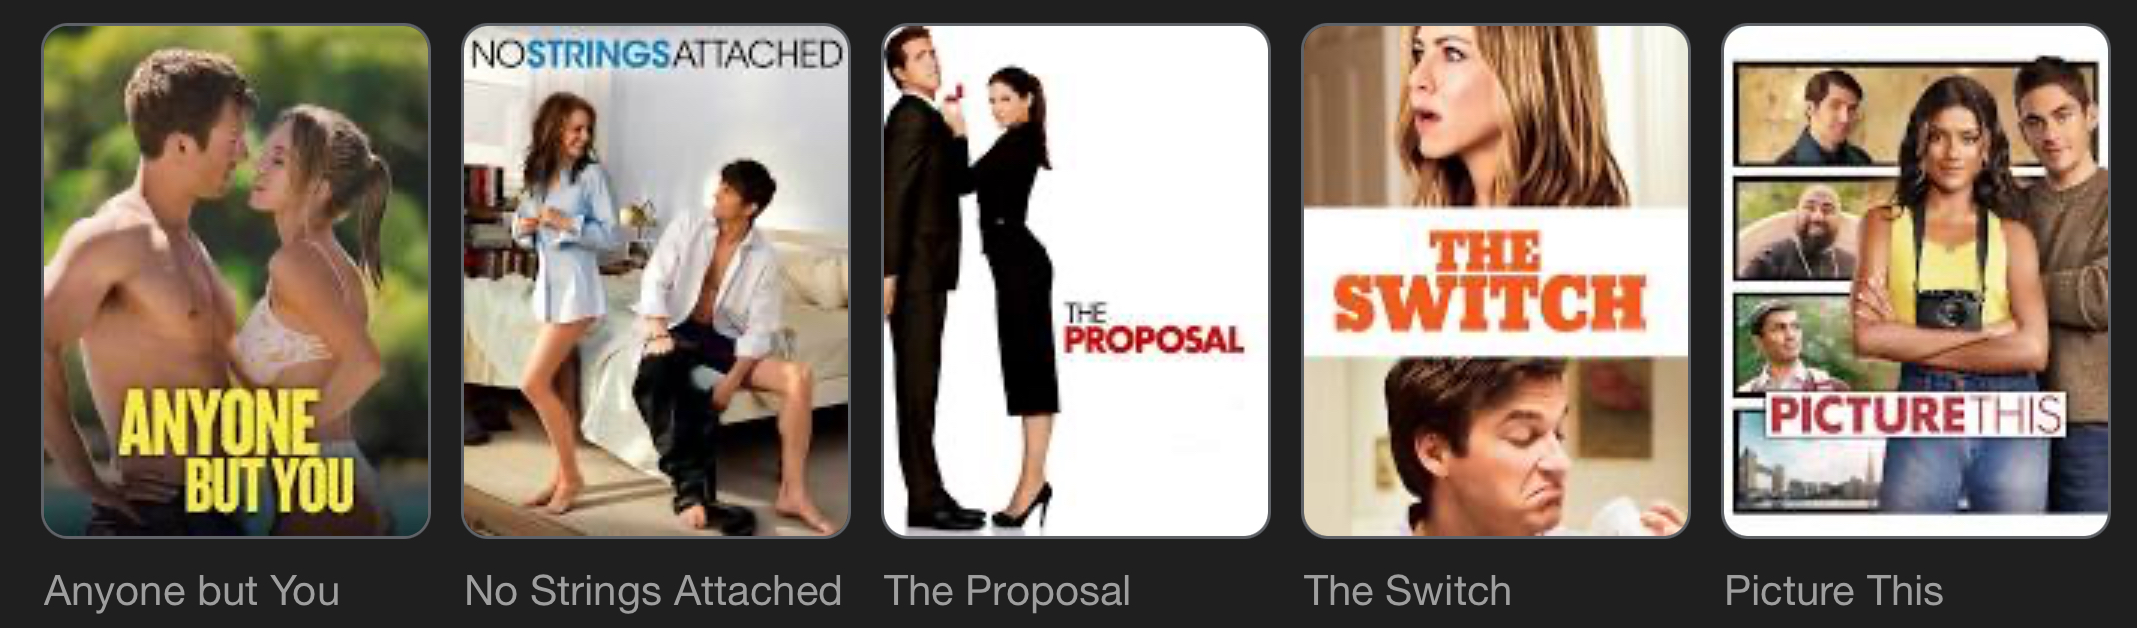 ANYONE
BUT YOU
NOSTRINGSATTACHED
THE
PROPOSAL
THE
SWITCH
PICTURETHIS
Anyone but You
No Strings Attached
The Proposal
The Switch
Picture This